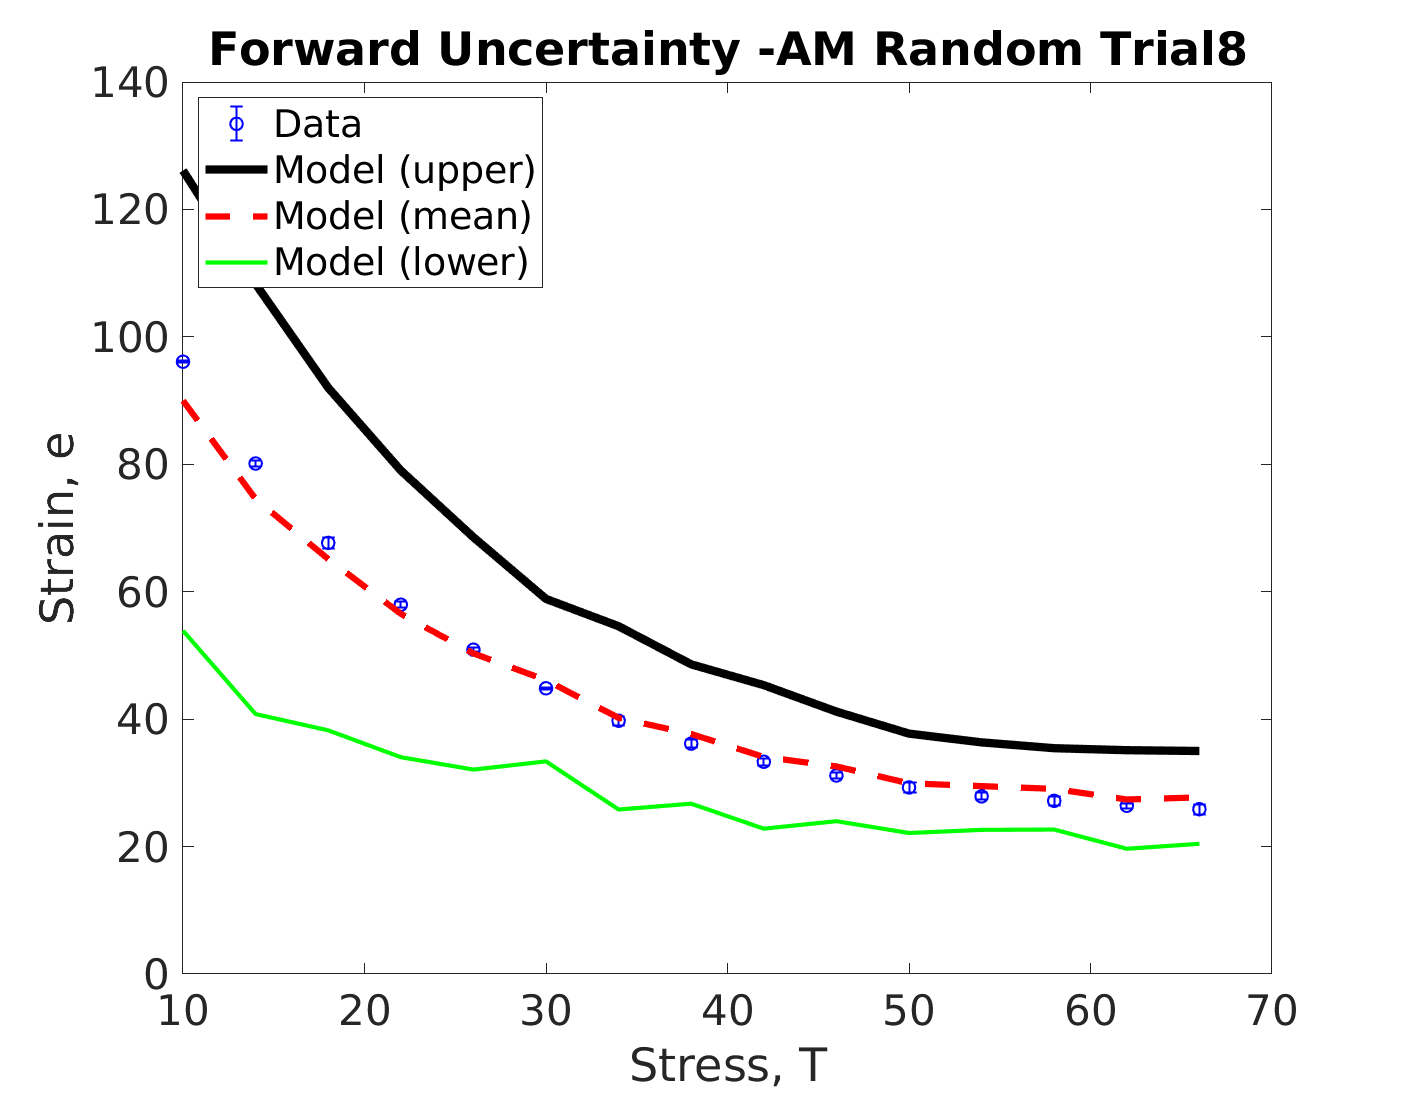 Forward Uncertainty -AM Random Trial8
140
120
100
80
60
40
20
0
Data
Model (upper)
Model (mean)
Model (lower)
Strain, e
10 20 30 40 50 60 70
Stress, T